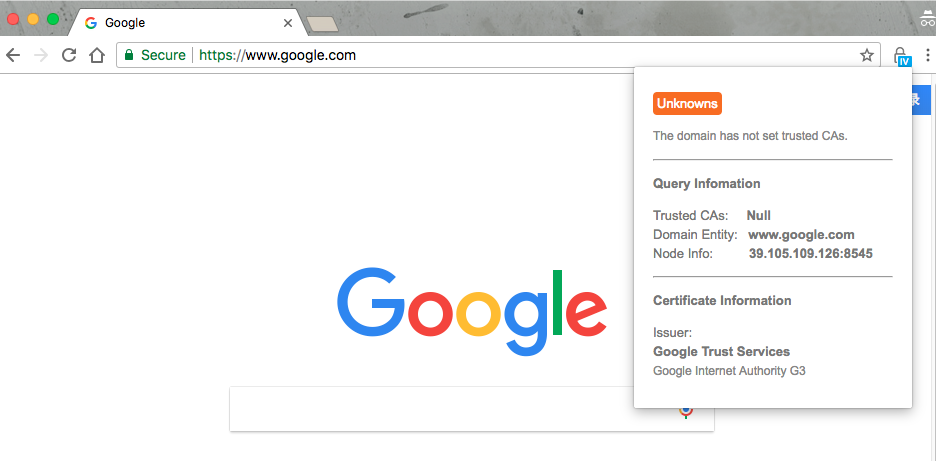 Google
Secure https://www.google.com
IV
录
Unknowns
The domain has not set trusted CAs.
Query Infomation
Trusted CAs: Null
Domain Entity: www.google.com
Node Info: 39.105.109.126:8545
Certificate Information
Issuer:
Google Trust Services
Google Internet Authority G3
Google